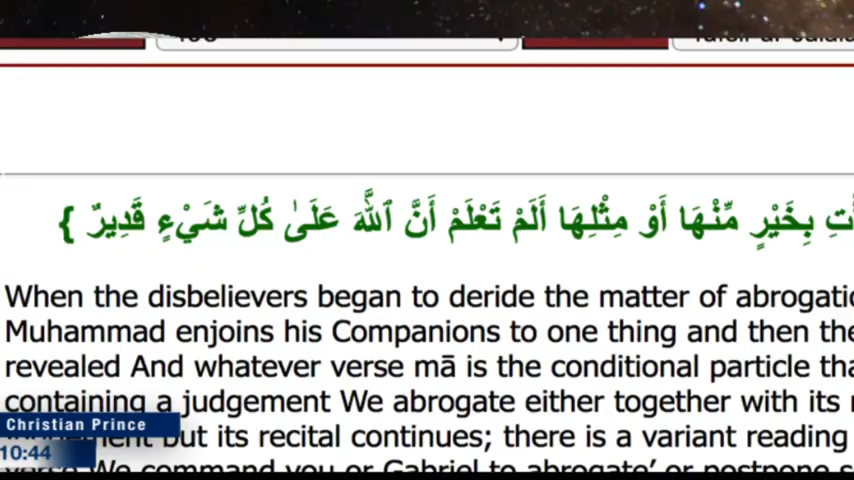 بِخَيْرٍ مِّنْهَا أَوْ مِثْلِهَا أَلَمْ تَعْلَمْ أَنَّ ٱللَّهَ عَلَىٰ كُلِّ شَيْءٍ قَدِيرٌ }
When the disbelievers began to deride the matter of
Muhammad enjoins his Companions to one thing and then
revealed And whatever verse mā is the conditional particle
containing a judgement We abrogate either together with its
but its recital continues; there is a variant reading
We command you or Gabriel to abrogate’ or postpone
Christian Prince
10:44